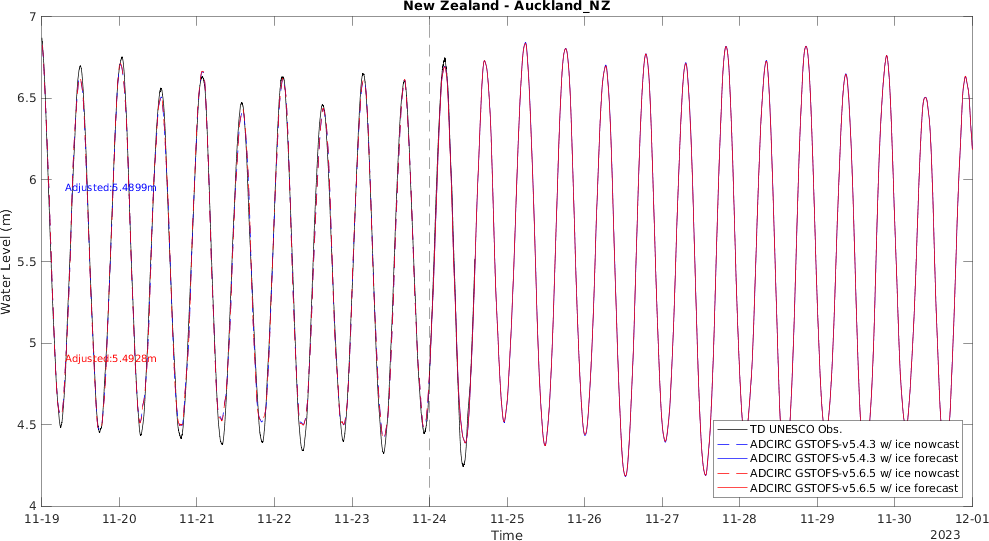 New Zealand - Auckland_NZ
Water Level (m)
7
6.5
6
5.5
5
4.5
4
Adjusted:5.4899m
Adjusted:5.4928m
TD UNESCO Obs.
ADCIRC GSTOFS-v5.4.3 w/ ice nowcast
ADCIRC GSTOFS-v5.4.3 w/ ice forecast
ADCIRC GSTOFS-v5.6.5 w/ ice nowcast
ADCIRC GSTOFS-v5.6.5 w/ ice forecast
11-19 11-20 11-21 11-22 11-23 11-24 11-25 11-26 11-27 11-28 11-29 11-30 12-01
Time
2023